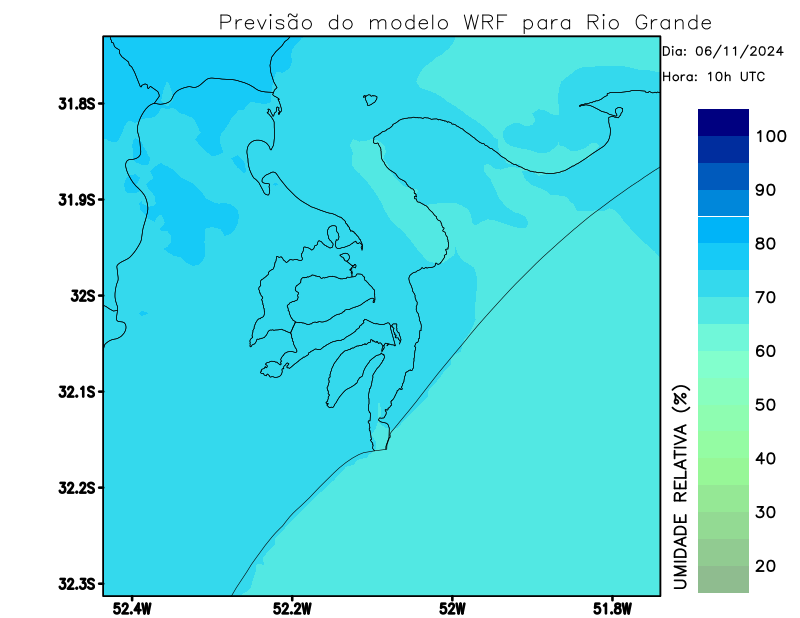 Previsão do modelo WRF para Rio Grande
Dia: 06/11/2024
Hora: 10h UTC
31.8S
31.9S
32S
32.1S
32.2S
32.3S
52.4W
52.2W
52W
51.8W
100
90
80
70
60
50
40
30
20
UMIDADE RELATIVA (%)